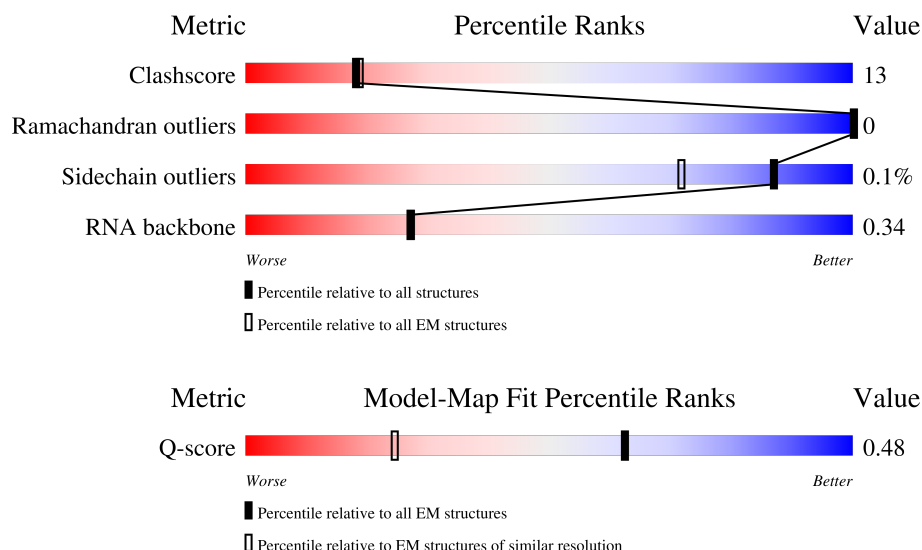 Metric Percentile Ranks Value
Clashscore 13
Ramachandran outliers 0
Sidechain outliers 0.1%
RNA backbone 0.34
Worse Better
Percentile relative to all structures
Percentile relative to all EM structures
Metric Model-Map Fit Percentile Ranks Value
Q-score 0.48
Worse Better
Percentile relative to all EM structures
Percentile relative to EM structures of similar resolution